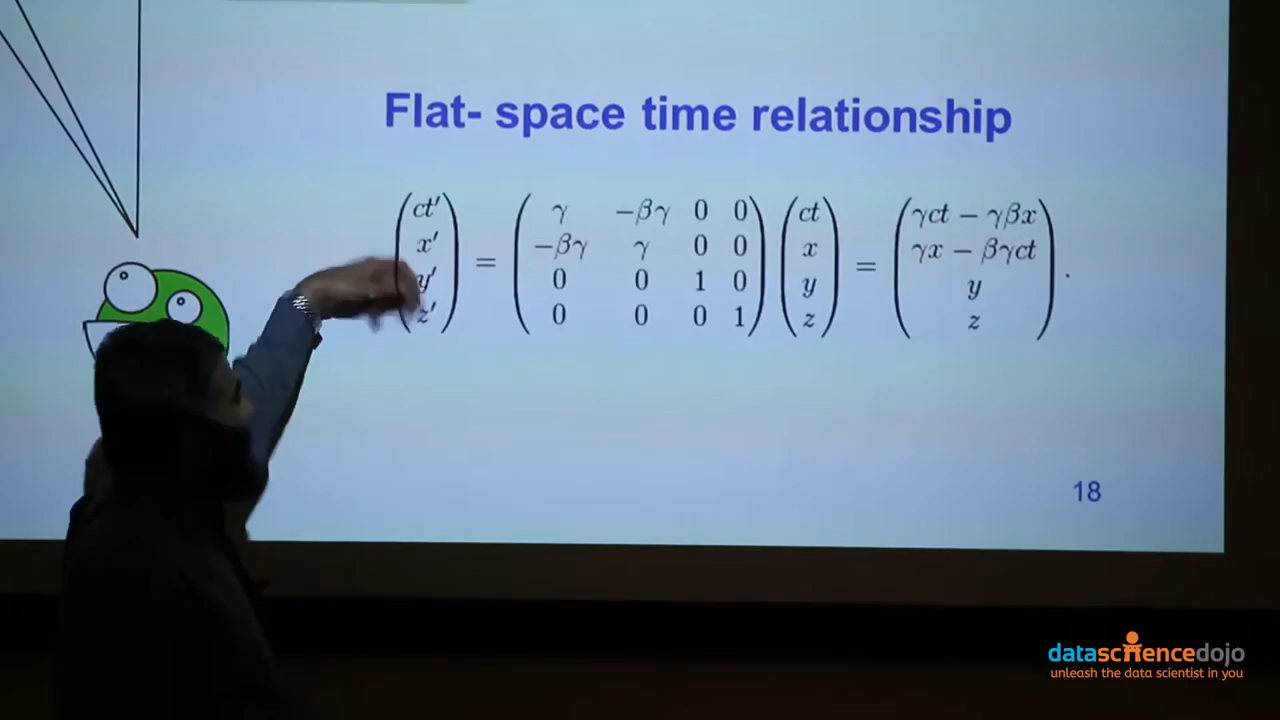 Flat- space time relationship
(ct′ x′ y′ z′) = (γ −βγ 0 0; −βγ γ 0 0; 0 0 1 0; 0 0 0 1) (ct x y z) = (γct − γβx; γx − βγct; y; z).
18
datasciencedojo
unleash the data scientist in you